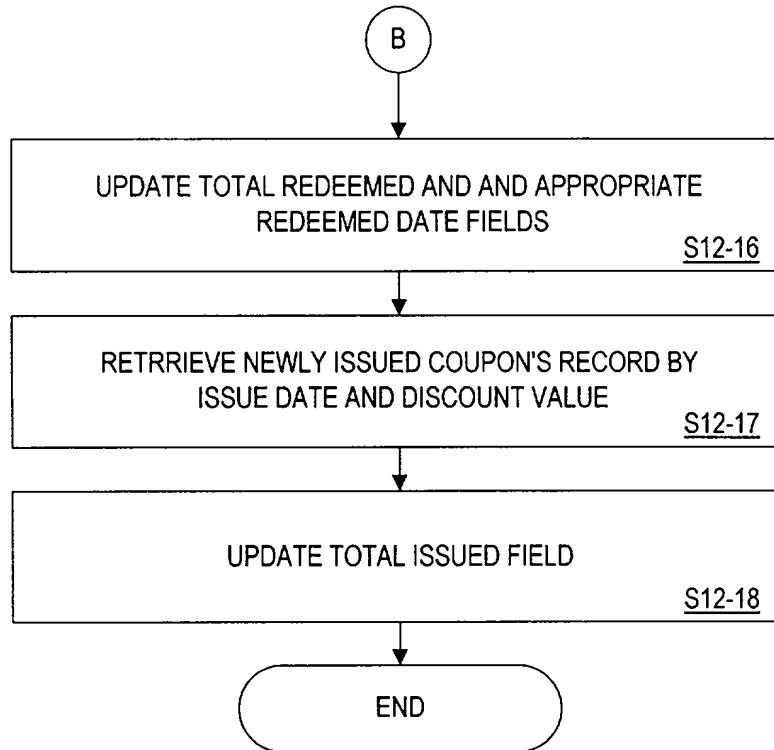 B
UPDATE TOTAL REDEEMED AND AND APPROPRIATE
REDEEMED DATE FIELDS
S12-16
RETRRIEVE NEWLY ISSUED COUPON'S RECORD BY
ISSUE DATE AND DISCOUNT VALUE
S12-17
UPDATE TOTAL ISSUED FIELD
S12-18
END